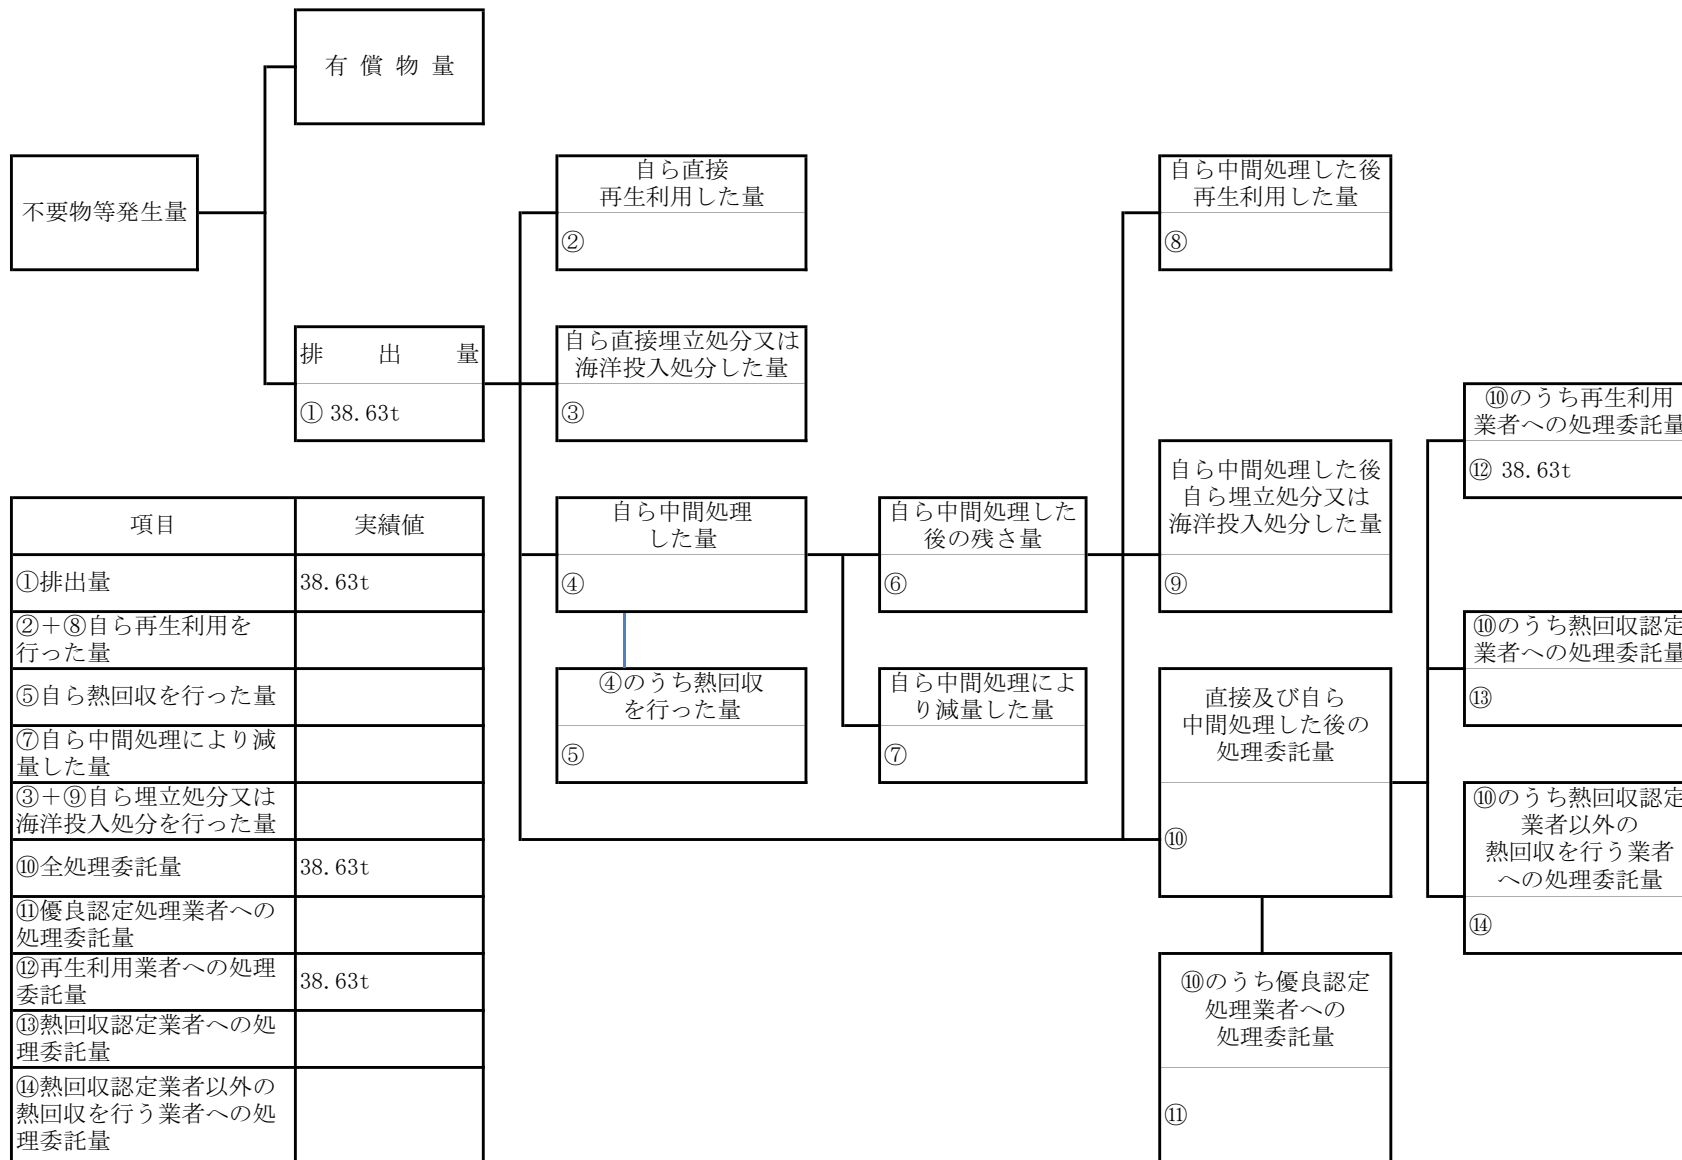 有償物量
不要物等発生量
自ら直接
再生利用した量
②
自ら中間処理した後
再生利用した量
⑧
排出量
① 38.63t
自ら直接埋立処分又は
海洋投入処分した量
③
⑩のうち再生利用
業者への処理委託量
⑫ 38.63t
自ら中間処理した後
自ら埋立処分又は
海洋投入処分した量
⑨
自ら中間処理
した量
④
自ら中間処理した
後の残さ量
⑥
⑩のうち熱回収認定
業者への処理委託量
⑬
④のうち熱回収
を行った量
⑤
自ら中間処理によ
り減量した量
⑦
直接及び自ら
中間処理した後の
処理委託量
⑩
⑩のうち熱回収認定
業者以外の
熱回収を行う業者
への処理委託量
⑭
⑩のうち優良認定
処理業者への
処理委託量
⑪
項目 実績値
①排出量 38.63t
②＋⑧自ら再生利用を
行った量
⑤自ら熱回収を行った量
⑦自ら中間処理により減
量した量
③＋⑨自ら埋立処分又は
海洋投入処分を行った量
⑩全処理委託量 38.63t
⑪優良認定処理業者への
処理委託量
⑫再生利用業者への処理
委託量 38.63t
⑬熱回収認定業者への処
理委託量
⑭熱回収認定業者以外の
熱回収を行う業者への処
理委託量